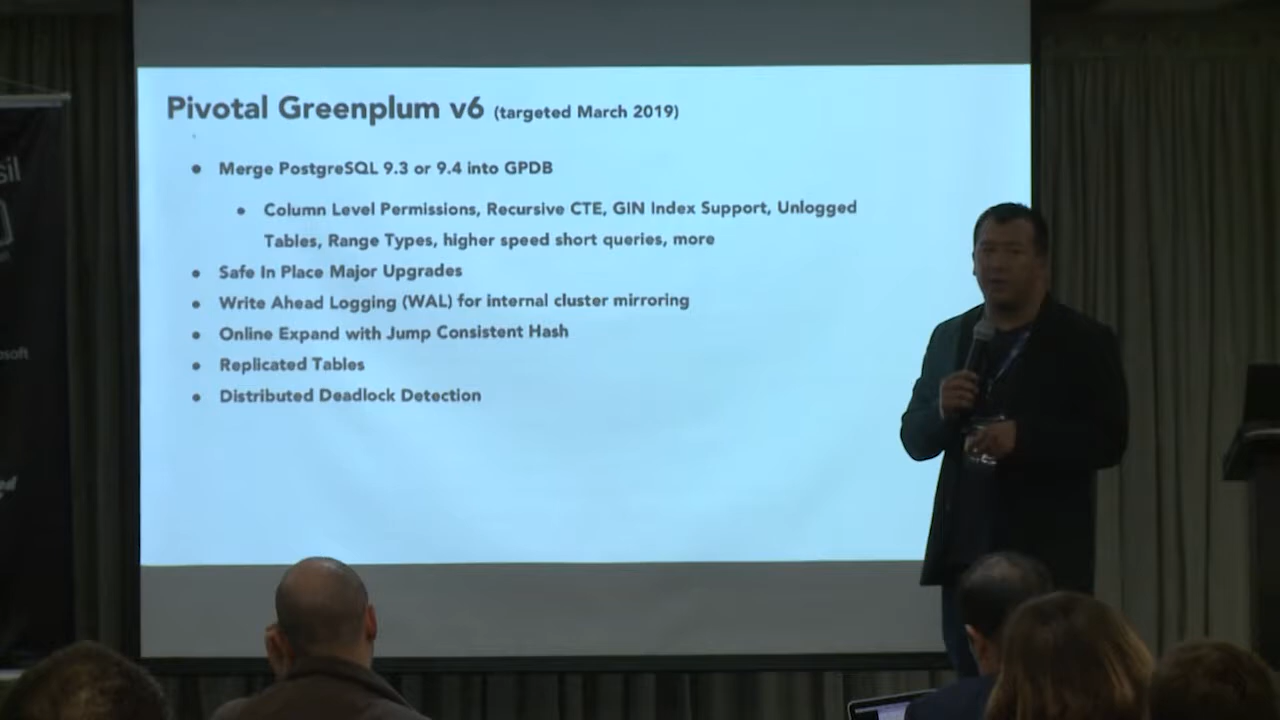 Pivotal Greenplum v6 (targeted March 2019)
• Merge PostgreSQL 9.3 or 9.4 into GPDB
• Column Level Permissions, Recursive CTE, GIN Index Support, Unlogged
Tables, Range Types, higher speed short queries, more
• Safe In Place Major Upgrades
• Write Ahead Logging (WAL) for internal cluster mirroring
• Online Expand with Jump Consistent Hash
• Replicated Tables
• Distributed Deadlock Detection